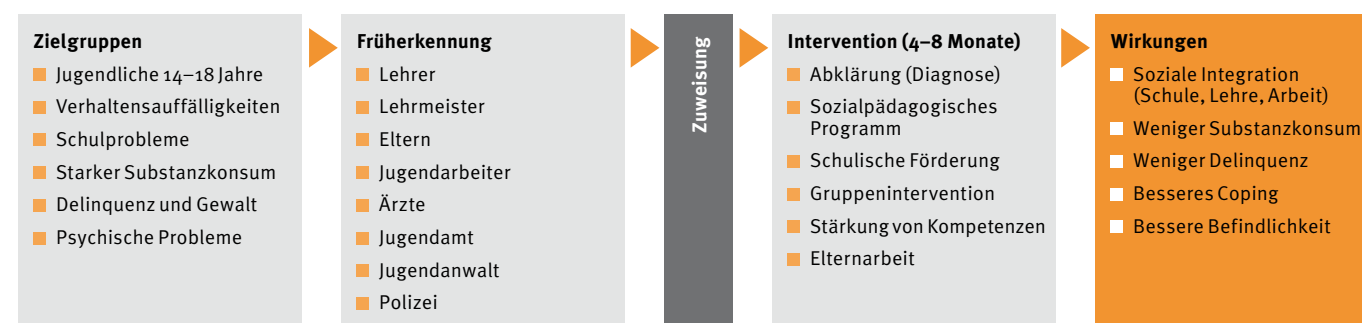 Zielgruppen
Jugendliche 14–18 Jahre
Verhaltensauffälligkeiten
Schulprobleme
Starker Substanzkonsum
Delinquenz und Gewalt
Psychische Probleme
Früherkennung
Lehrer
Lehrmeister
Eltern
Jugendarbeiter
Ärzte
Jugendamt
Jugendanwalt
Polizei
Zuweisung
Intervention (4–8 Monate)
Abklärung (Diagnose)
Sozialpädagogisches
Programm
Schulische Förderung
Gruppenintervention
Stärkung von Kompetenzen
Elternarbeit
Wirkungen
Soziale Integration
(Schule, Lehre, Arbeit)
Weniger Substanzkonsum
Weniger Delinquenz
Besseres Coping
Bessere Befindlichkeit